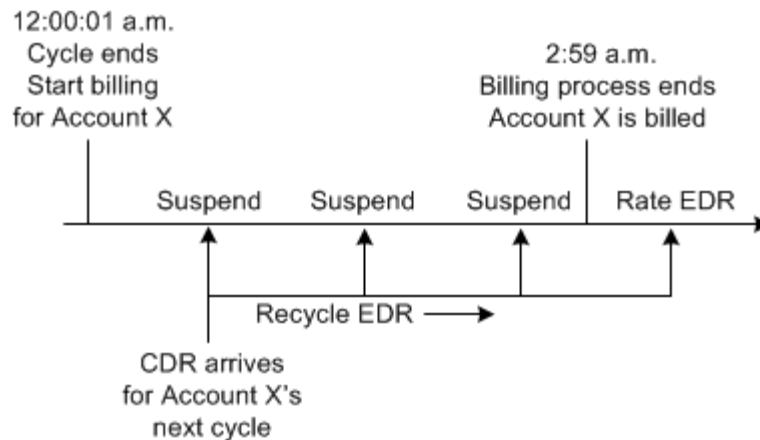 12:00:01 a.m.
Cycle ends
Start billing
for Account X
2:59 a.m.
Billing process ends
Account X is billed
Suspend
Suspend
Suspend
Rate EDR
Recycle EDR
CDR arrives
for Account X's
next cycle